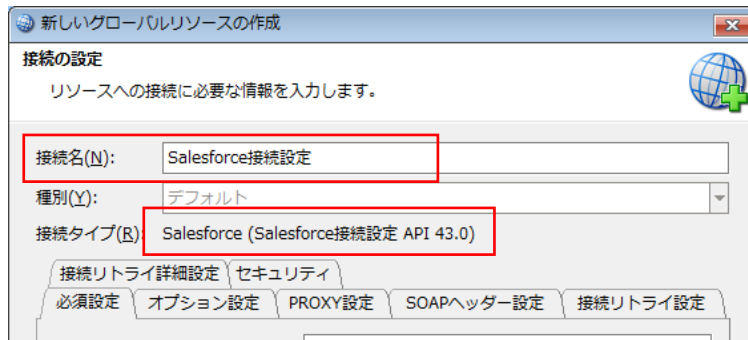 新しいグローバルリソースの作成
接続の設定
リソースへの接続に必要な情報を入力します。
接続名(N): Salesforce接続設定
種別(Y): デフォルト
接続タイプ(R): Salesforce (Salesforce接続設定 API 43.0)
接続リトライ詳細設定 セキュリティ
必須設定 オプション設定 PROXY設定 SOAPヘッダー設定 接続リトライ設定